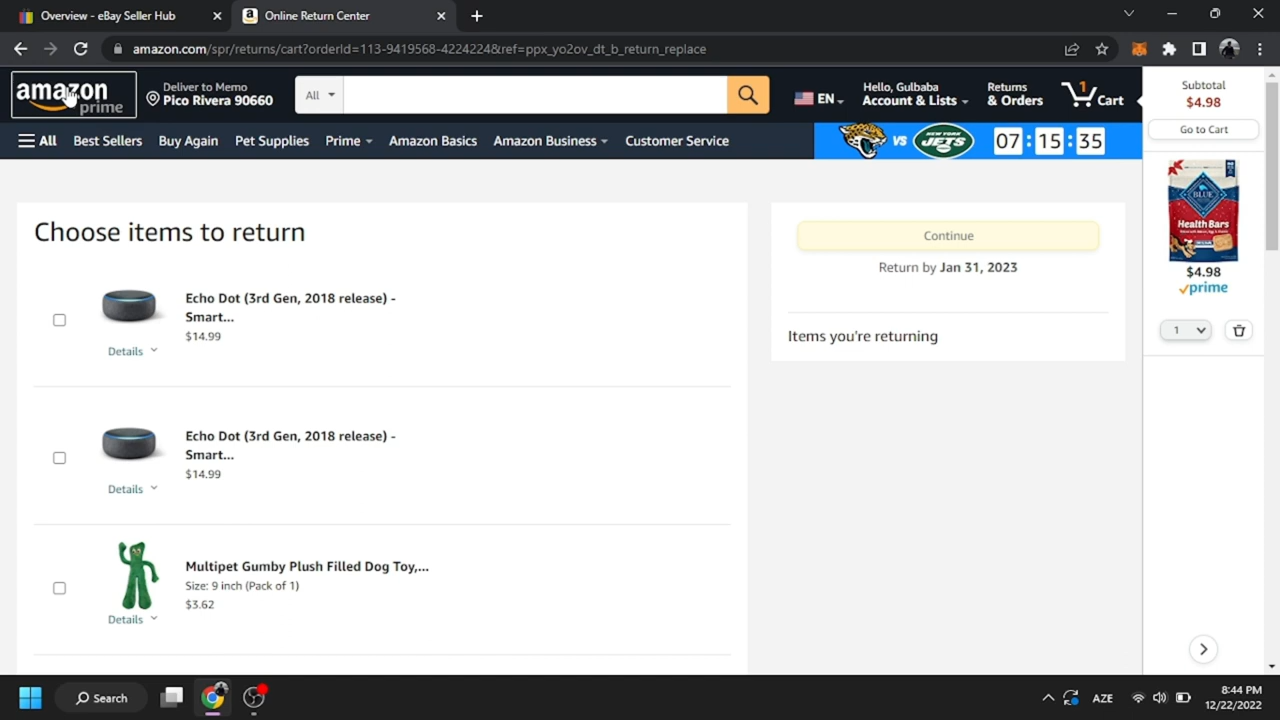 Overview - eBay Seller Hub
Online Return Center
amazon.com/spr/returns/cart?orderId=113-9419568-4224224&ref=ppx_yo2ov_dt_b_return_replace
amazon prime
Deliver to Memo
Pico Rivera 90660
All
EN
Hello, Gulbaba
Account & Lists
Returns
& Orders
1
Cart
All
Best Sellers
Buy Again
Pet Supplies
Prime
Amazon Basics
Amazon Business
Customer Service
VS
NEW YORK
JETS
07 : 15 : 35
Subtotal
$4.98
Go to Cart
BLUE
Health Bars
$4.98
prime
1
Choose items to return
Echo Dot (3rd Gen, 2018 release) -
Smart...
$14.99
Details
Echo Dot (3rd Gen, 2018 release) -
Smart...
$14.99
Details
Multipet Gumby Plush Filled Dog Toy,...
Size: 9 inch (Pack of 1)
$3.62
Details
Continue
Return by Jan 31, 2023
Items you're returning
Search
AZE
8:44 PM
12/22/2022